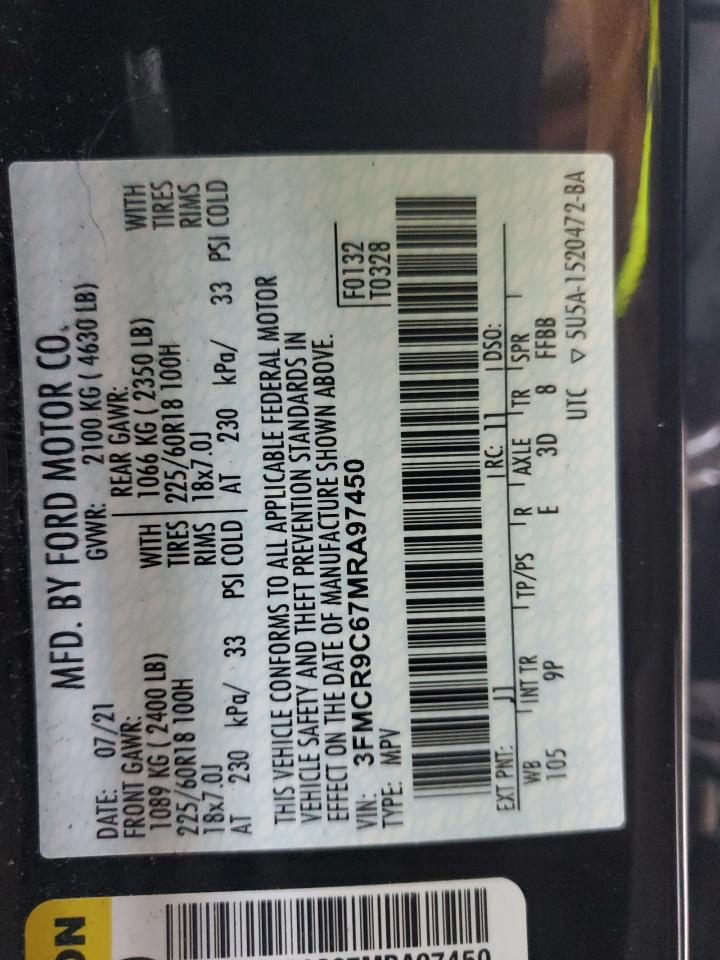 MFD. BY FORD MOTOR CO.
DATE: 07/21 GVWR: 2100 KG ( 4630 LB)
FRONT GAWR: REAR GAWR:
1089 KG ( 2400 LB) WITH 1066 KG ( 2350 LB) WITH
225/60R18 100H TIRES 225/60R18 100H TIRES
18x7.0J RIMS 18x7.0J RIMS
AT 230 kPa/ 33 PSI COLD AT 230 kPa/ 33 PSI COLD
THIS VEHICLE CONFORMS TO ALL APPLICABLE FEDERAL MOTOR
VEHICLE SAFETY AND THEFT PREVENTION STANDARDS IN
EFFECT ON THE DATE OF MANUFACTURE SHOWN ABOVE.
VIN: 3FMCR9C67MRA97450 F0132
TYPE: MPV T0328
EXT PNT: JJ RC: 11 DSO:
WB INT TR TP/PS R AXLE TR SPR
105 9P E 3D 8 FFBB
UTC ▽ 5U5A-1520472-BA
ON